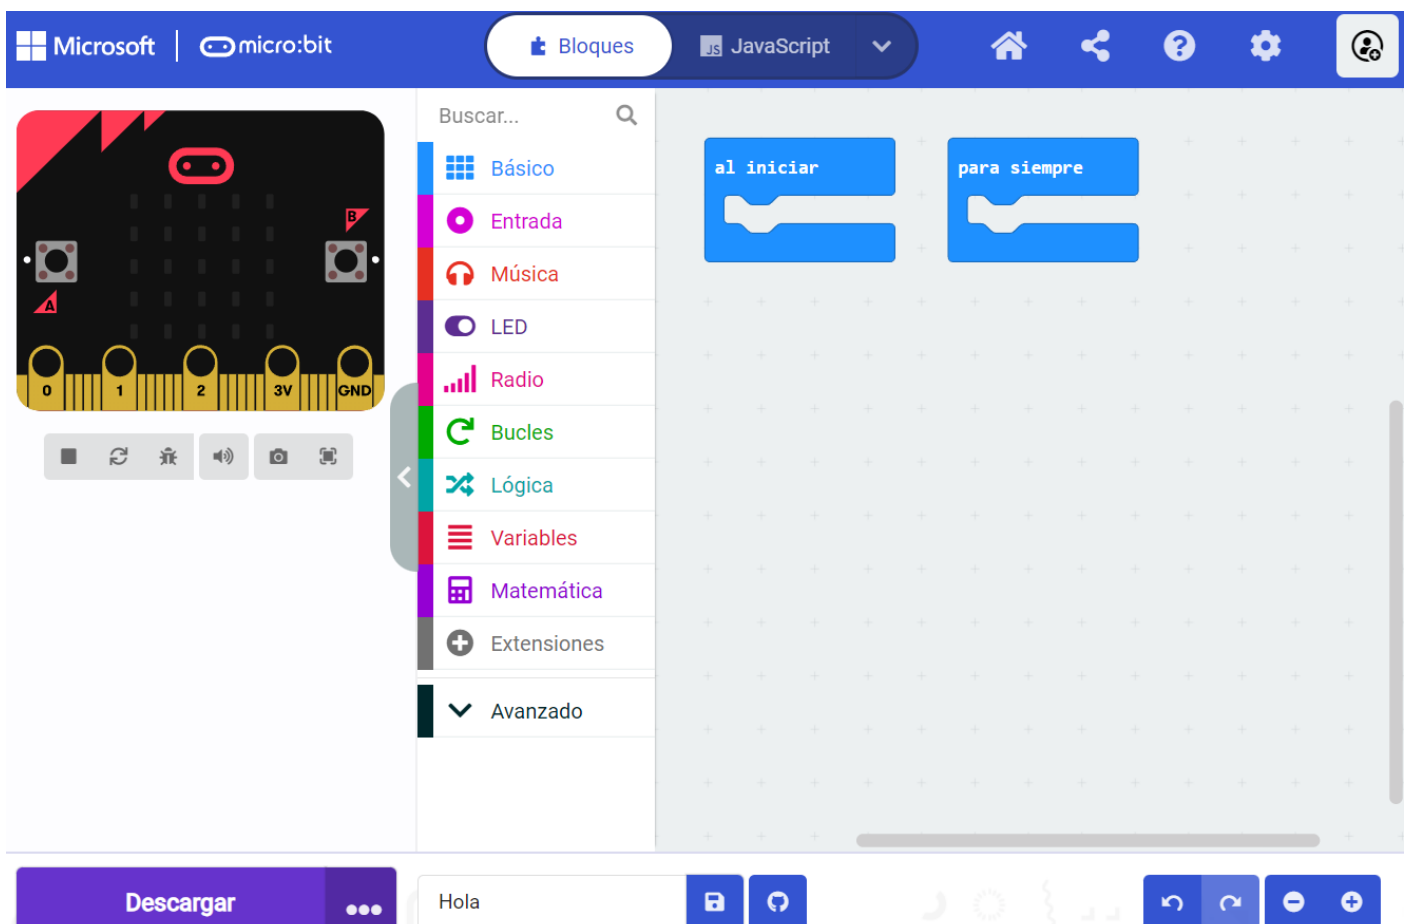 Microsoft
micro:bit
Bloques
JS JavaScript
B
A
0 1 2 3V GND
Buscar...
Básico
Entrada
Música
LED
Radio
Bucles
Lógica
Variables
Matemática
Extensiones
Avanzado
al iniciar
para siempre
Descargar
Hola